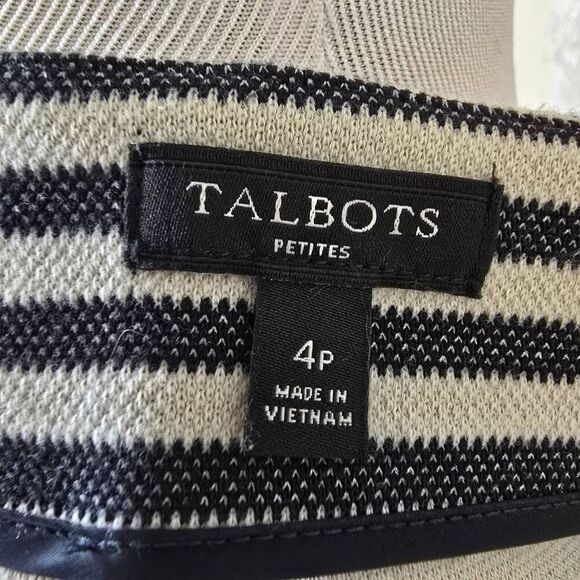 TALBOTS
PETITES
4P
MADE IN
VIETNAM